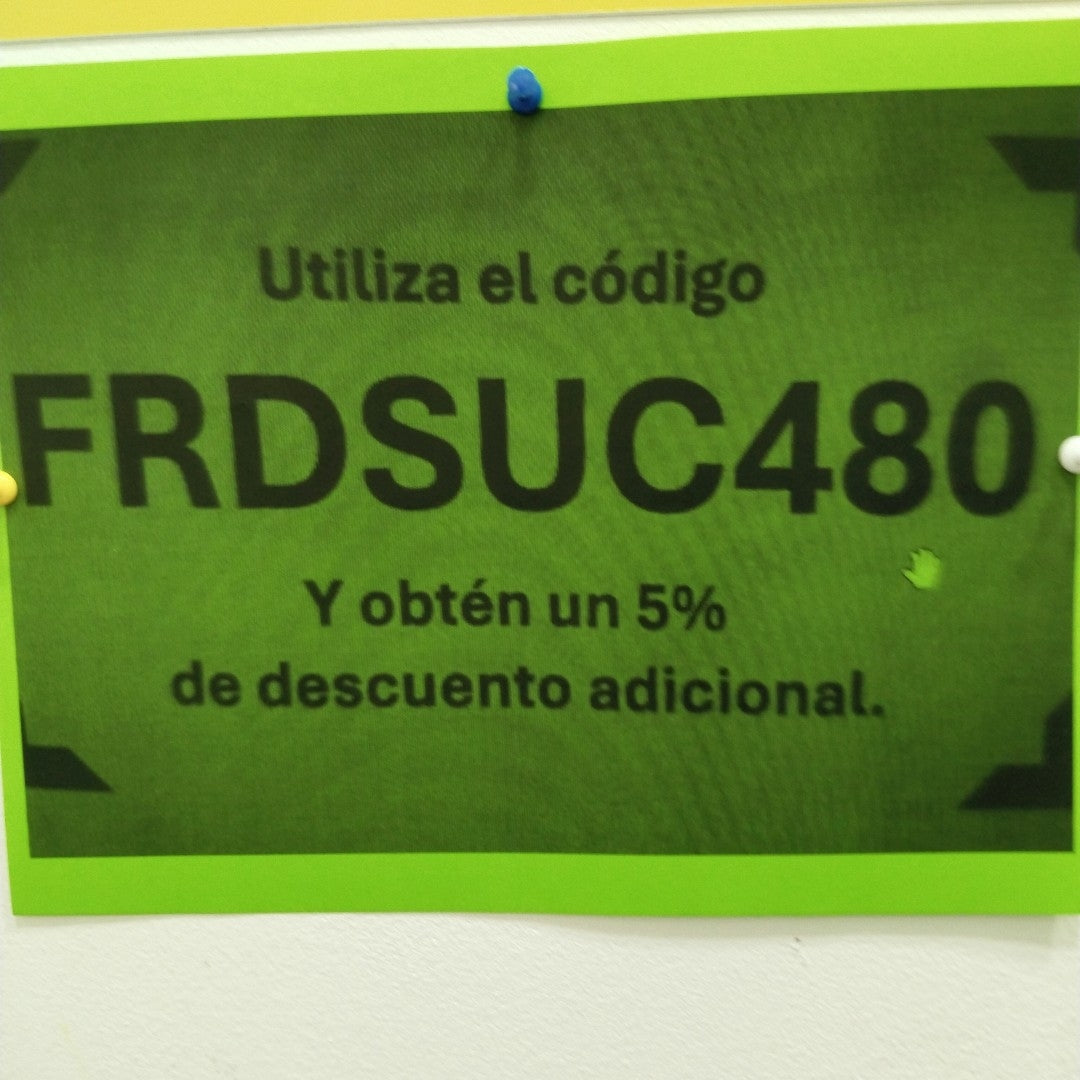 Utiliza el código
FRDSUC480
Y obtén un 5%
de descuento adicional.